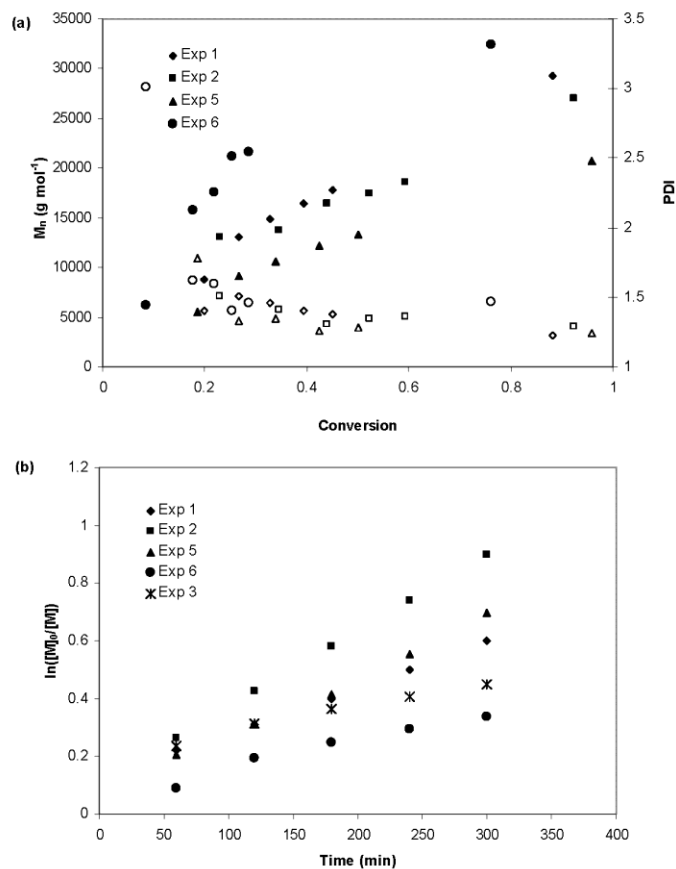 (a)
35000
30000
25000
20000
15000
10000
5000
0
Mn (g mol-1)
Exp 1
Exp 2
Exp 5
Exp 6
3.5
3
2.5
2
1.5
1
PDI
0 0.2 0.4 0.6 0.8 1
Conversion
(b)
1.2
1
0.8
0.6
0.4
0.2
0
ln([M]0/[M])
Exp 1
Exp 2
Exp 5
Exp 6
Exp 3
0 50 100 150 200 250 300 350 400
Time (min)